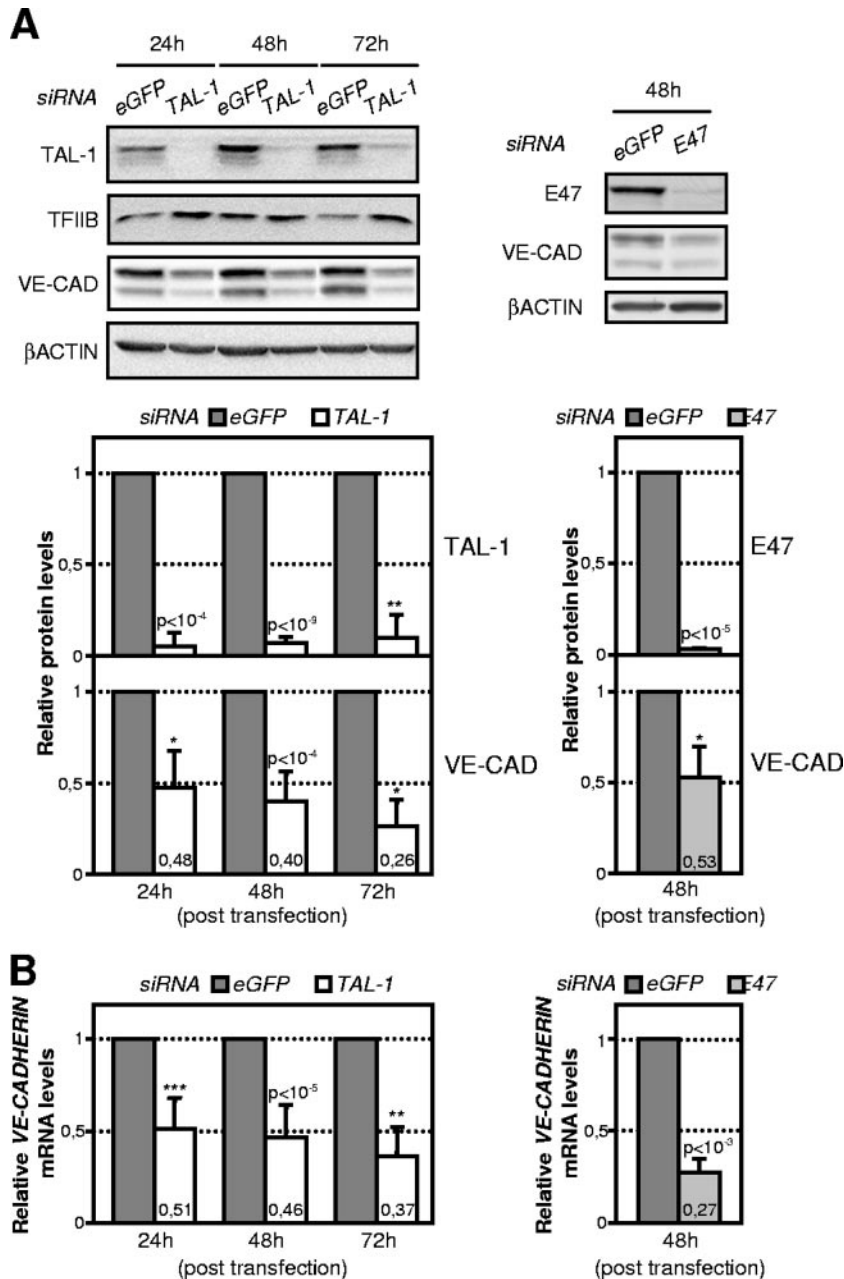 A
24h 48h 72h
siRNA eGFP TAL-1 eGFP TAL-1 eGFP TAL-1
TAL-1
TFIIB
VE-CAD
βACTIN
48h
siRNA eGFP E47
E47
VE-CAD
βACTIN
siRNA eGFP TAL-1
Relative protein levels
1
0,5
0
p<10⁻⁴ p<10⁻⁹ **
TAL-1
1
0,5
0
* p<10⁻⁴ *
0,48 0,40 0,26
VE-CAD
24h 48h 72h
(post transfection)
siRNA eGFP E47
Relative protein levels
1
0,5
0
p<10⁻⁵
E47
1
0,5
0
*
0,53
VE-CAD
48h
(post transfection)
B
siRNA eGFP TAL-1
Relative VE-CADHERIN
mRNA levels
1
0,5
0
*** p<10⁻⁵ **
0,51 0,46 0,37
24h 48h 72h
(post transfection)
siRNA eGFP E47
Relative VE-CADHERIN
mRNA levels
1
0,5
0
p<10⁻³
0,27
48h
(post transfection)